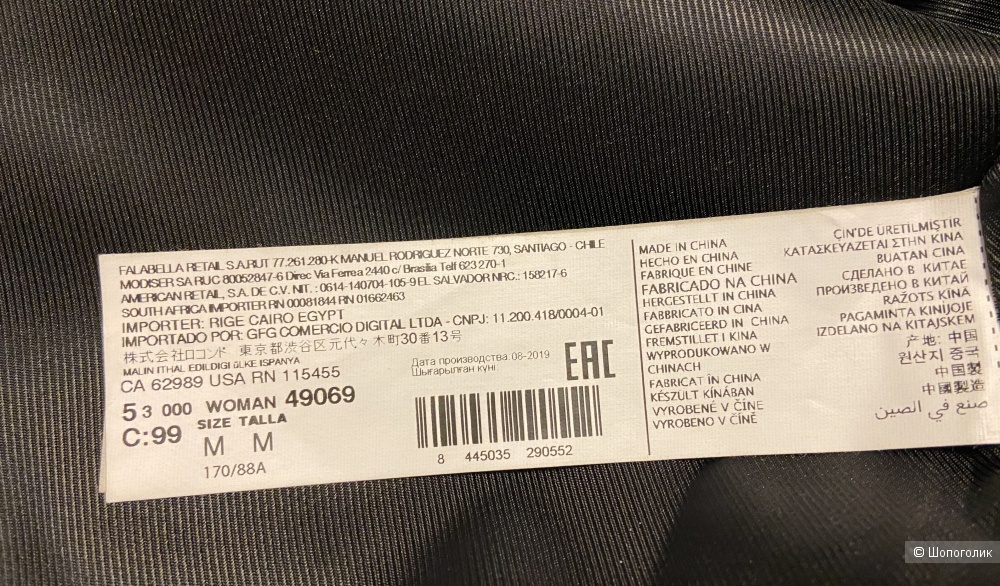 FALABELLA RETAIL S.A.RUT 77.261.280-K MANUEL RODRIGUEZ NORTE 730, SANTIAGO - CHILE
MODISER SA RUC 80052847-6 Direc Via Ferrea 2440 c/ Brasilia Telf 623 270-1
AMERICAN RETAIL, S.A. DE C.V. NIT. : 0614-140704-105-9 EL SALVADOR NRC.: 158217-6
SOUTH AFRICA IMPORTER RN 00081844 RN 01662463
IMPORTER: RIGE CAIRO EGYPT
IMPORTADO POR: GFG COMERCIO DIGITAL LTDA - CNPJ: 11.200.418/0004-01
株式会社ロコンド 東京都渋谷区元代々木町30番13号
MALIN ITHAL EDILDIGI ÜLKE ISPANYA
CA 62989 USA RN 115455
53 000 WOMAN 49069
C:99 SIZE TALLA
M M
170/88A
Дата производства: 08-2019
Шығарылған күні:
EAC
8 445035 290552
MADE IN CHINA
HECHO EN CHINA
FABRIQUE EN CHINE
FABRICADO NA CHINA
HERGESTELLT IN CHINA
FABBRICATO IN CINA
GEFABRICEERD IN CHINA
FREMSTILLET I KINA
WYPRODUKOWANO W
CHINACH
FABRICAT ÎN CHINA
KÉSZÜLT KÍNÁBAN
VYROBENÉ V ČÍNE
VYROBENO V ČÍNĚ
ÇİN'DE ÜRETILMİŞTİR
ΚΑΤΑΣΚΕΥΑΖΕΤΑΙ ΣΤΗΝ ΚΙΝΑ
BUATAN CINA
СДЕЛАНО В КИТАЕ
ПРОИЗВЕДЕНО В КИТАЙ
RAŽOTS ĶĪNĀ
PAGAMINTA KINIJOJE
IZDELANO NA KITAJSKEM
产地: 中国
원산지 중국
中国製
中國製造
صنع في الصين
© Шопоголик